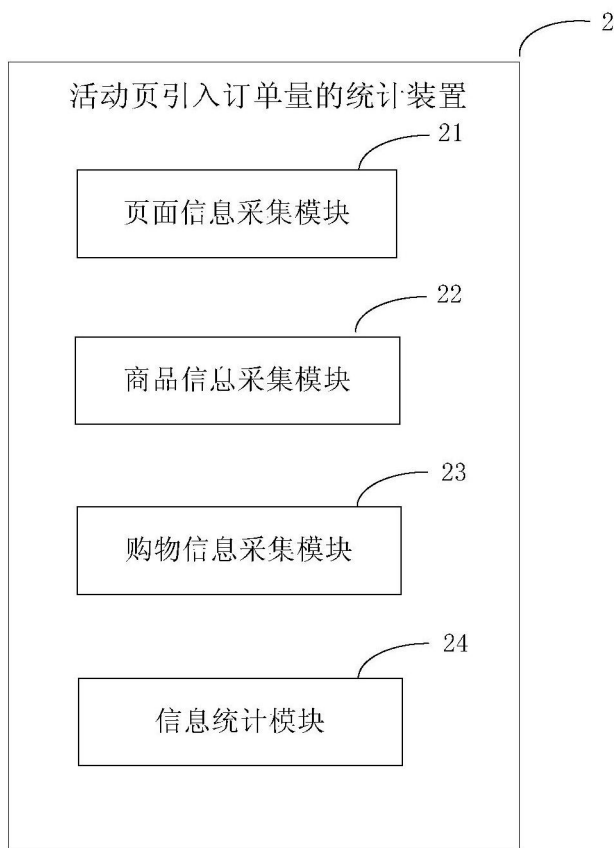 2
活动页引入订单量的统计装置
21
页面信息采集模块
22
商品信息采集模块
23
购物信息采集模块
24
信息统计模块